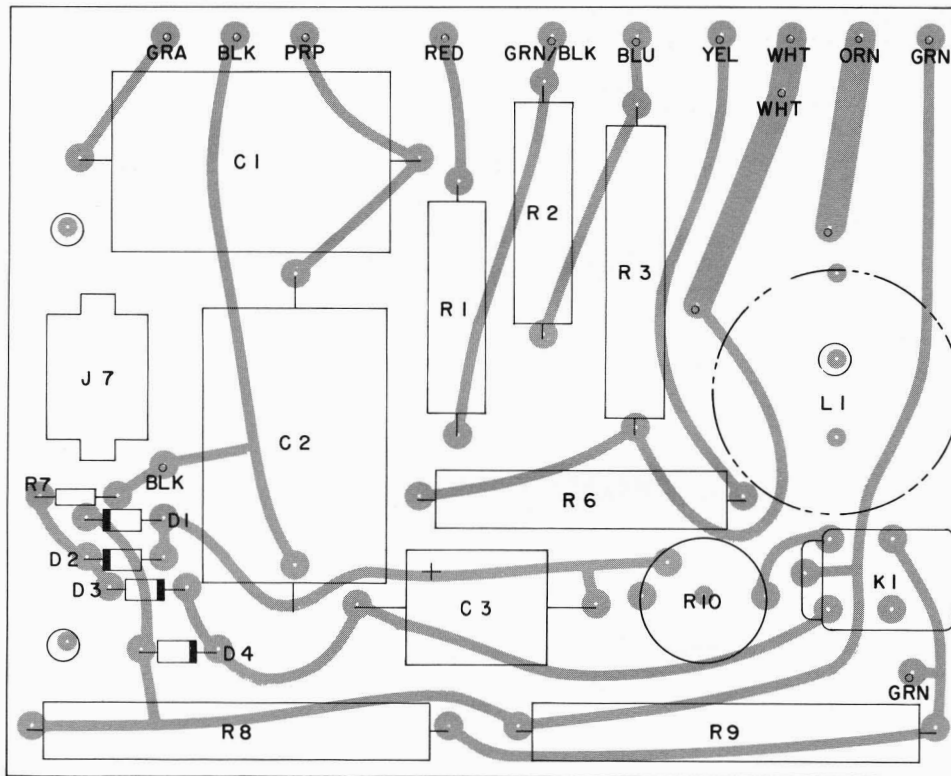 GRA BLK PRP RED GRN/BLK BLU YEL WHT ORN GRN
WHT
C1
R2
R3
R1
J7
L1
C2
R7
BLK
R6
D1
D2
D3
+
C3
R10
K1
D4
GRN
R8
R9